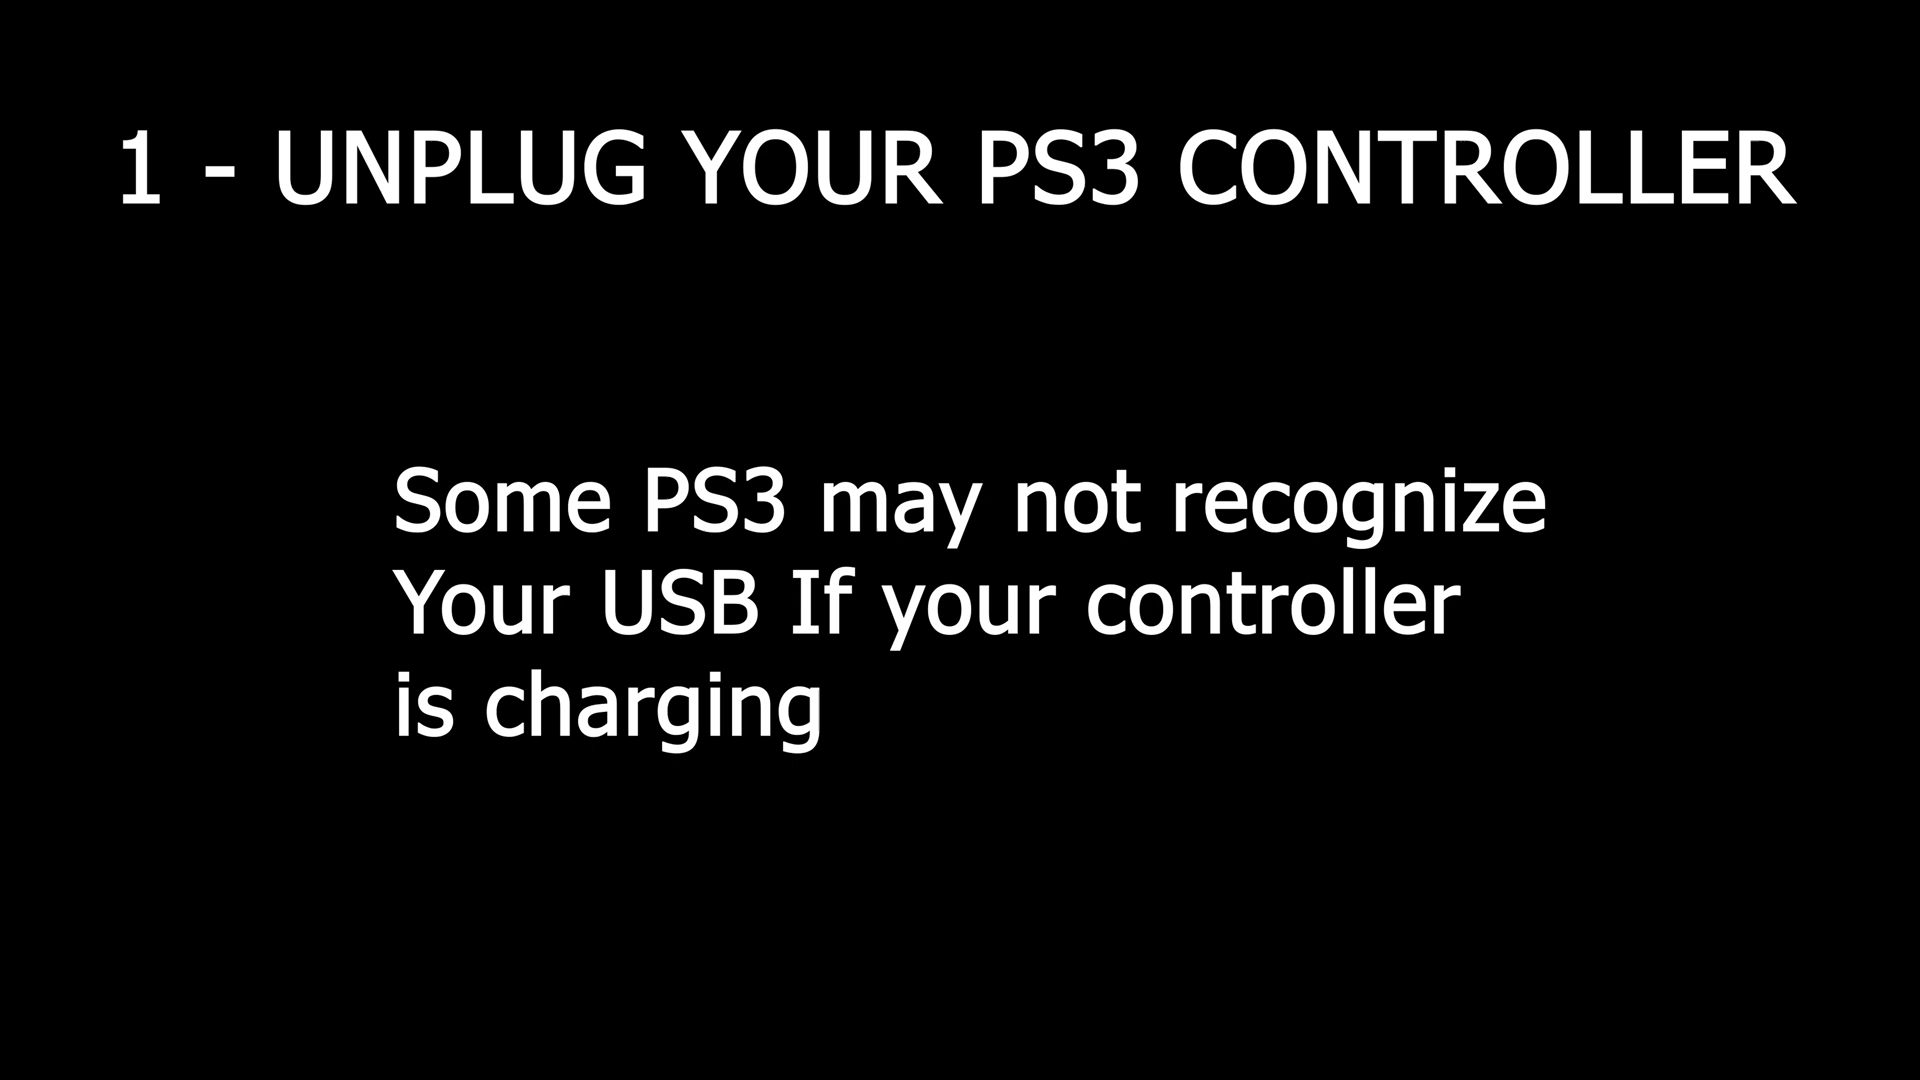 1 - UNPLUG YOUR PS3 CONTROLLER
Some PS3 may not recognize
Your USB If your controller
is charging